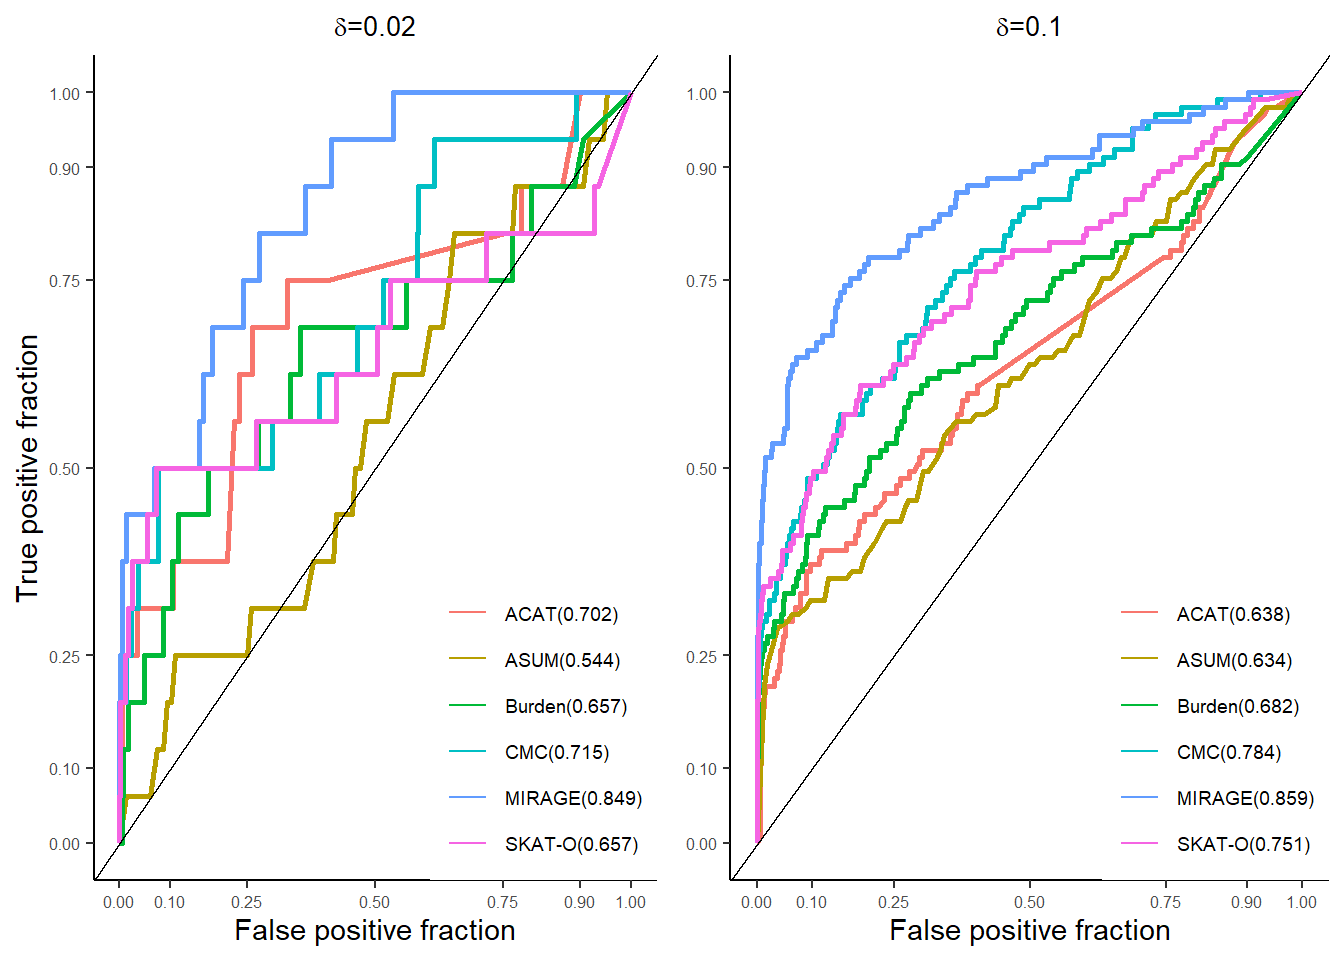 δ=0.02
δ=0.1
True positive fraction
1.00
0.90
0.75
0.50
0.25
0.10
0.00
ACAT(0.702)
ASUM(0.544)
Burden(0.657)
CMC(0.715)
MIRAGE(0.849)
SKAT-O(0.657)
0.00 0.10 0.25 0.50 0.75 0.90 1.00
False positive fraction
1.00
0.90
0.75
0.50
0.25
0.10
0.00
ACAT(0.638)
ASUM(0.634)
Burden(0.682)
CMC(0.784)
MIRAGE(0.859)
SKAT-O(0.751)
0.00 0.10 0.25 0.50 0.75 0.90 1.00
False positive fraction